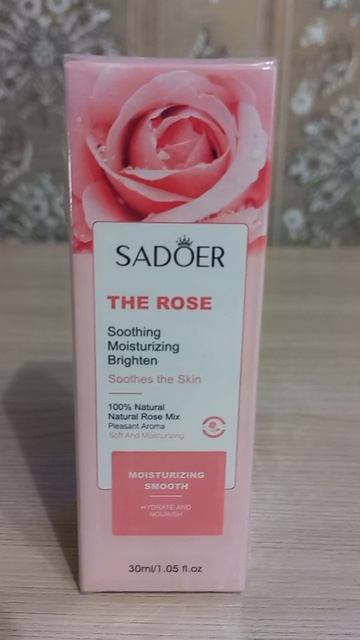 SADOER
THE ROSE
Soothing
Moisturizing
Brighten
Soothes the Skin
100% Natural
Natural Rose Mix
Pleasant Aroma
Soft And Moisturizing
MOISTURIZING
SMOOTH
HYDRATE AND
NOURISH
30ml/1.05 fl.oz